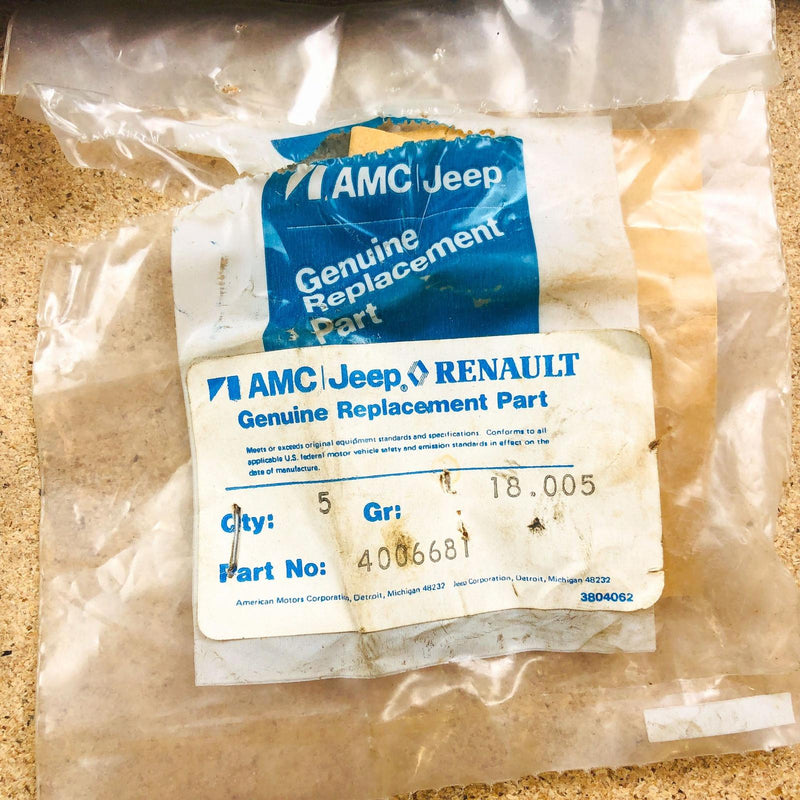 AMC|Jeep
Genuine
Replacement
Part
AMC|Jeep® RENAULT
Genuine Replacement Part
Meets or exceeds original equipment standards and specifications. Conforms to all
applicable U.S. federal motor vehicle safety and emission standards in effect on the
date of manufacture.
Qty: 5 Gr: 18.005
Part No: 4006681
American Motors Corporation, Detroit, Michigan 48232 Jeep Corporation, Detroit, Michigan 48232
3804062